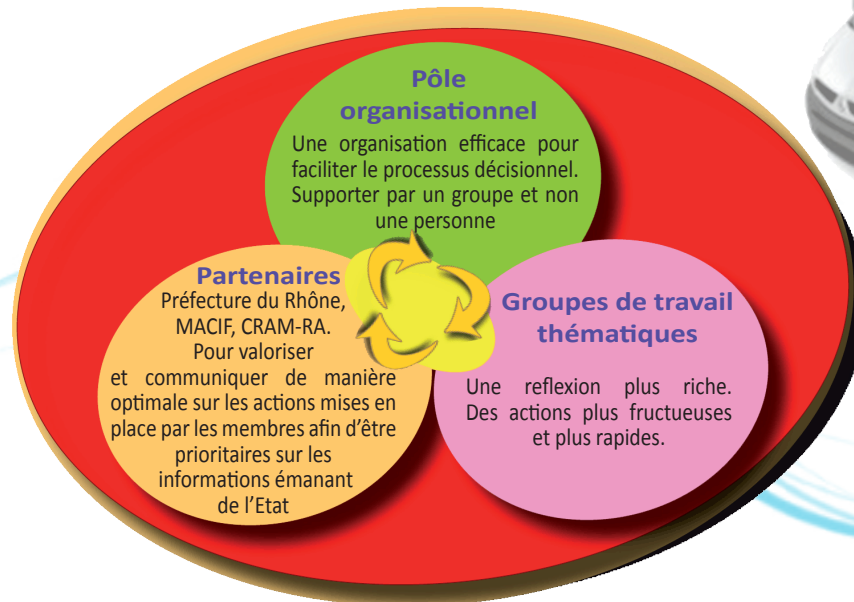 Pôle
organisationnel
Une organisation efficace pour
faciliter le processus décisionnel.
Supporter par un groupe et non
une personne
Partenaires
Préfecture du Rhône,
MACIF, CRAM-RA.
Pour valoriser
et communiquer de manière
optimale sur les actions mises en
place par les membres afin d'être
prioritaires sur les
informations émanant
de l'Etat
Groupes de travail
thématiques
Une reflexion plus riche.
Des actions plus fructueuses
et plus rapides.